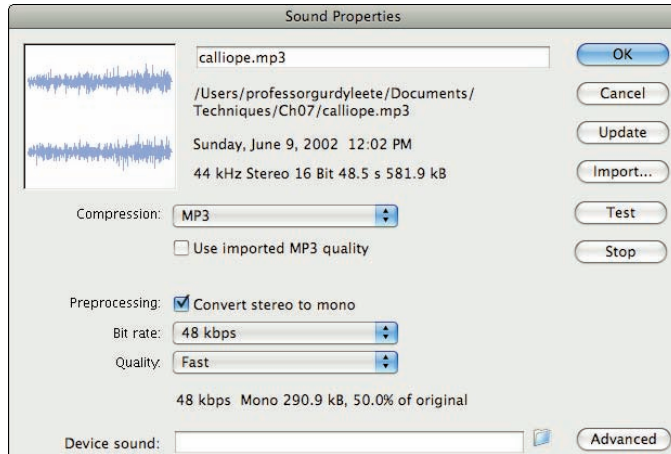 Sound Properties
calliope.mp3
OK
/Users/professorgurdyleete/Documents/
Techniques/Ch07/calliope.mp3
Cancel
Sunday, June 9, 2002 12:02 PM
Update
44 kHz Stereo 16 Bit 48.5 s 581.9 kB
Import...
Compression: MP3
Test
Use imported MP3 quality
Stop
Preprocessing: Convert stereo to mono
Bit rate: 48 kbps
Quality: Fast
48 kbps Mono 290.9 kB, 50.0% of original
Device sound:
Advanced